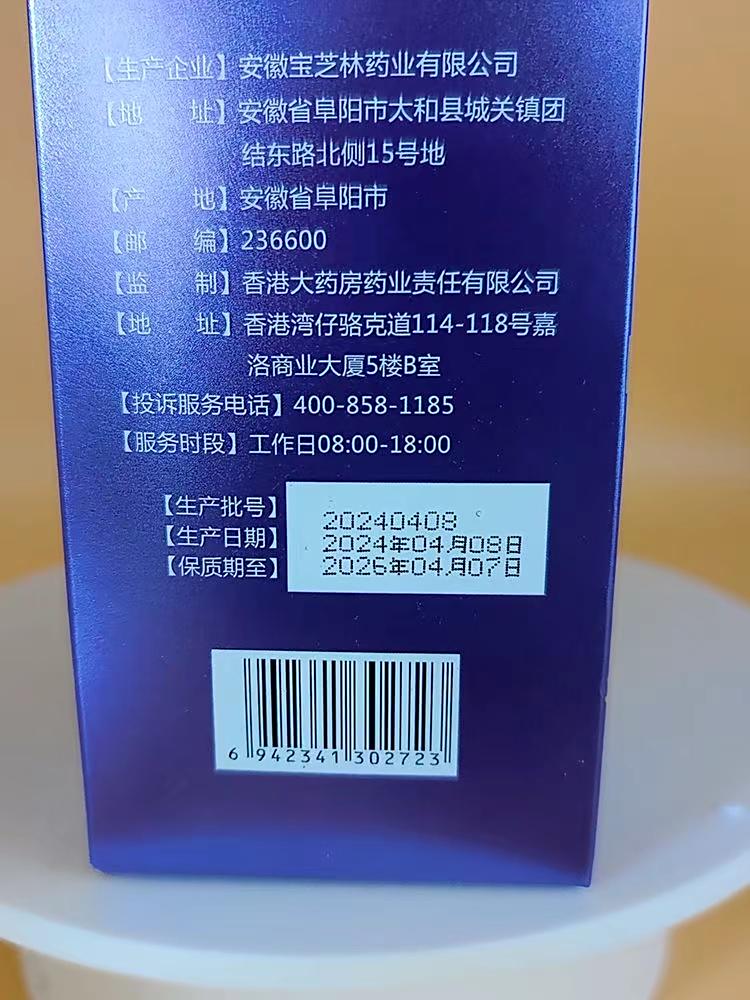 【生产企业】安徽宝芝林药业有限公司
【地 址】安徽省阜阳市太和县城关镇团
结东路北侧15号地
【产 地】安徽省阜阳市
【邮 编】236600
【监 制】香港大药房药业责任有限公司
【地 址】香港湾仔骆克道114-118号嘉
洛商业大厦5楼B室
【投诉服务电话】400-858-1185
【服务时段】工作日08:00-18:00
【生产批号】20240408
【生产日期】2024年04月08日
【保质期至】2026年04月07日
6 942341 302723